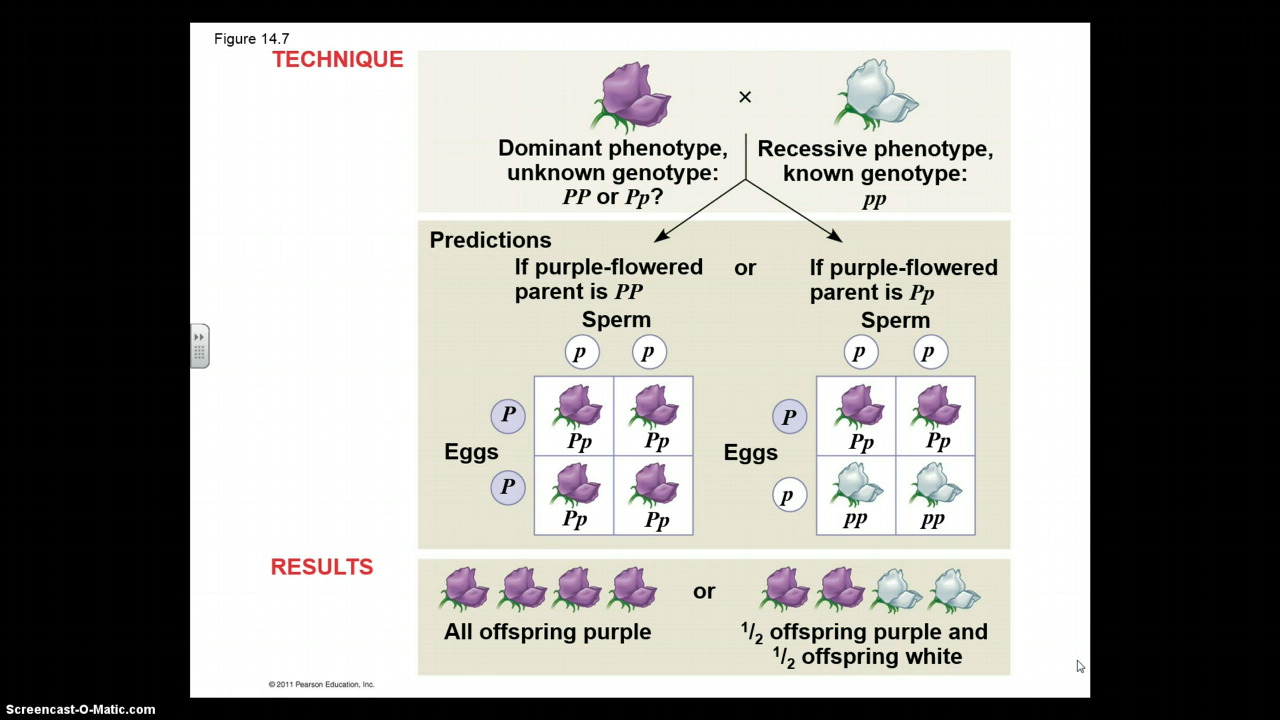 Figure 14.7
TECHNIQUE
×
Dominant phenotype,
unknown genotype:
PP or Pp?
Recessive phenotype,
known genotype:
pp
Predictions
If purple-flowered
parent is PP
or
If purple-flowered
parent is Pp
Sperm
p p
Eggs
P
P
Pp Pp
Pp Pp
Sperm
p p
Eggs
P
p
Pp Pp
pp pp
RESULTS
All offspring purple
or
1/2 offspring purple and
1/2 offspring white
© 2011 Pearson Education, Inc.
Screencast-O-Matic.com